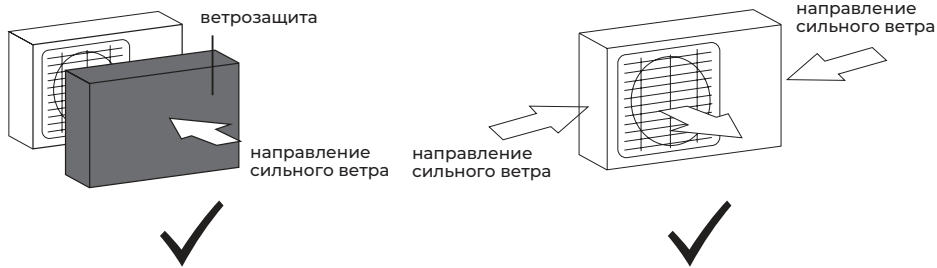 ветрозащита
направление
сильного ветра
направление
сильного ветра
направление
сильного ветра